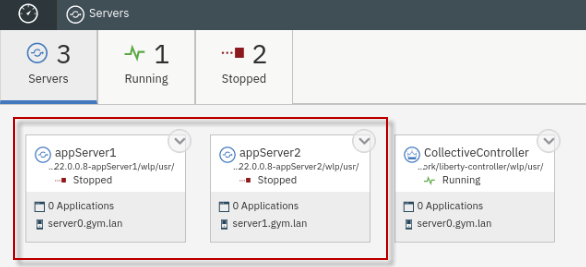 Servers
3
Servers
1
Running
2
Stopped
appServer1
...22.0.0.8-appServer1/wlp/usr/
Stopped
0 Applications
server0.gym.lan
appServer2
...22.0.0.8-appServer2/wlp/usr/
Stopped
0 Applications
server1.gym.lan
CollectiveController
...ork/liberty-controller/wlp/usr/
Running
0 Applications
server0.gym.lan